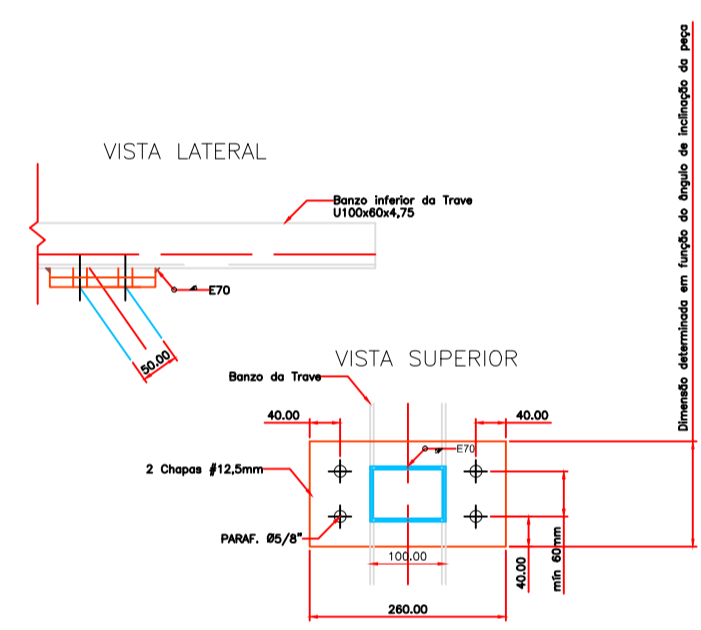 Dimensão determinada em função do ângulo de inclinação da peça
VISTA LATERAL
Banzo inferior da Trave
U100x60x4,75
E70
50.00
VISTA SUPERIOR
Banzo da Trave
40.00
40.00
E70
2 Chapas #12,5mm
PARAF. Ø5/8"
100.00
40.00
mín 60mm
260.00